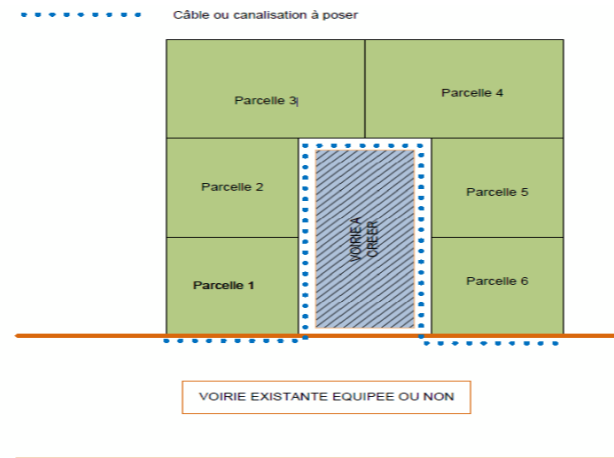 Câble ou canalisation à poser
Parcelle 3
Parcelle 4
Parcelle 2
Parcelle 5
VOIRIE A
CREER
Parcelle 1
Parcelle 6
VOIRIE EXISTANTE EQUIPEE OU NON